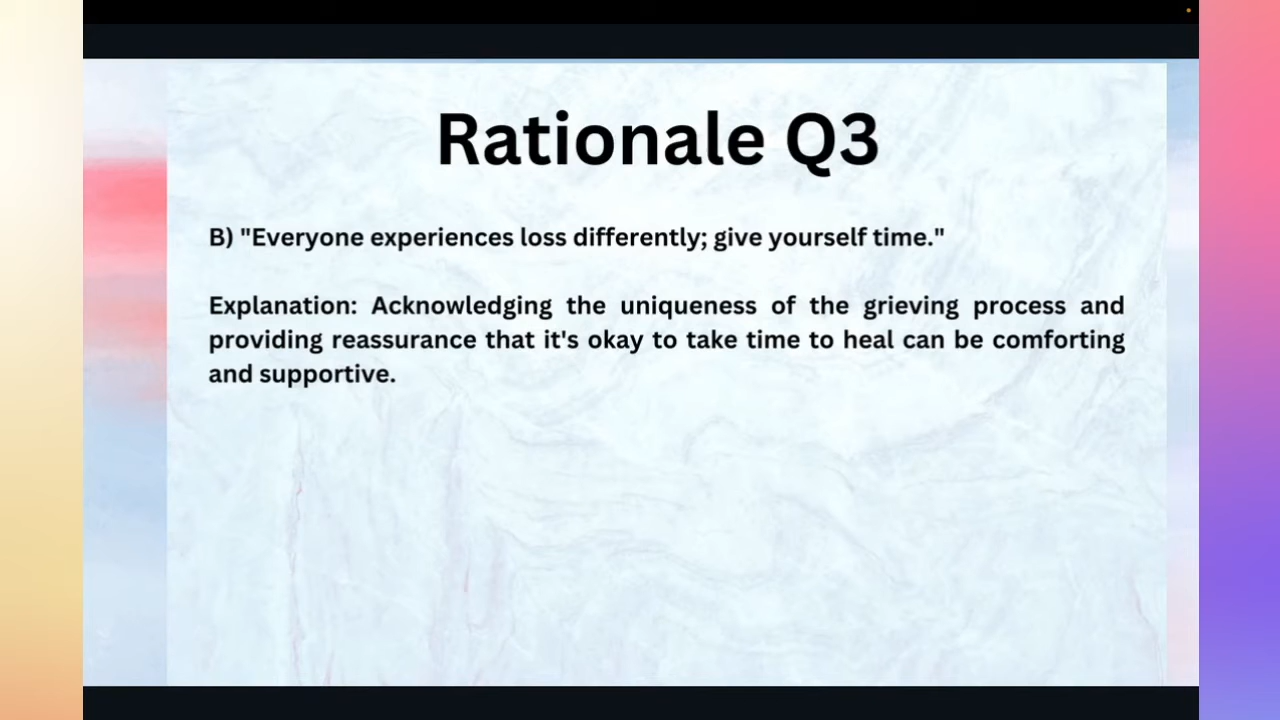 Rationale Q3
B) "Everyone experiences loss differently; give yourself time."
Explanation: Acknowledging the uniqueness of the grieving process and
providing reassurance that it's okay to take time to heal can be comforting
and supportive.